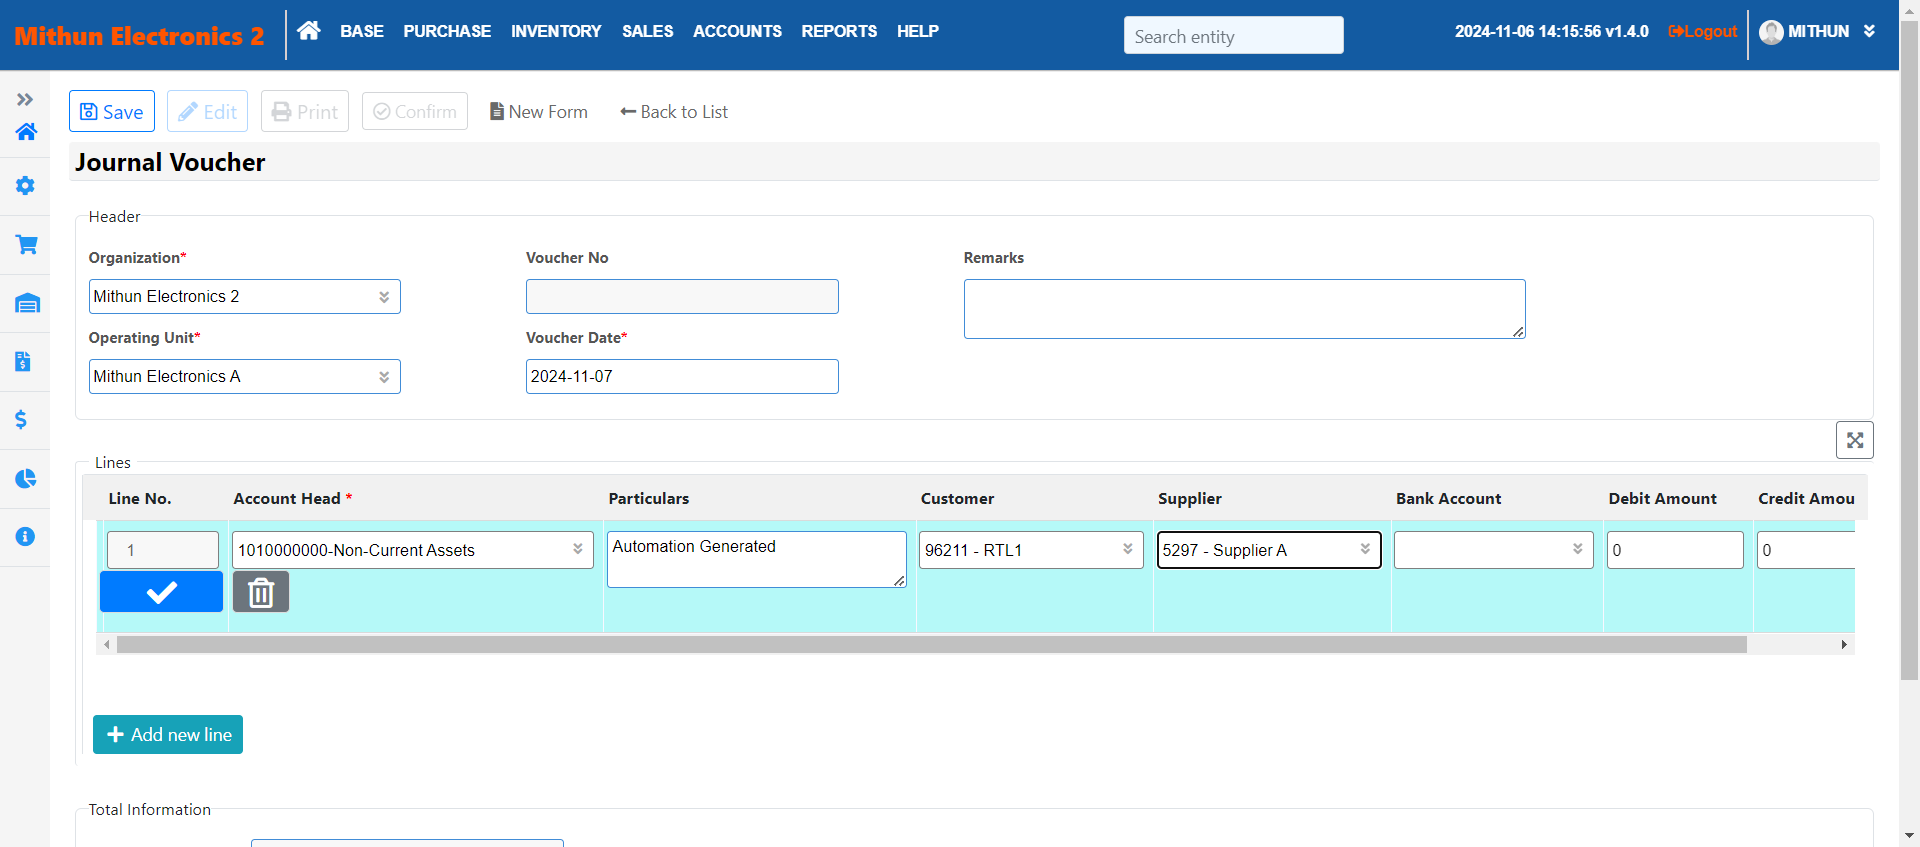 Mithun Electronics 2
BASE PURCHASE INVENTORY SALES ACCOUNTS REPORTS HELP
Search entity
2024-11-06 14:15:56 v1.4.0
Logout
MITHUN
Save Edit Print Confirm New Form Back to List
Journal Voucher
Header
Organization* Voucher No Remarks
Mithun Electronics 2
Operating Unit* Voucher Date*
Mithun Electronics A 2024-11-07
Lines
Line No. Account Head * Particulars Customer Supplier Bank Account Debit Amount Credit Amou
1 1010000000-Non-Current Assets Automation Generated 96211 - RTL1 5297 - Supplier A 0 0
Add new line
Total Information